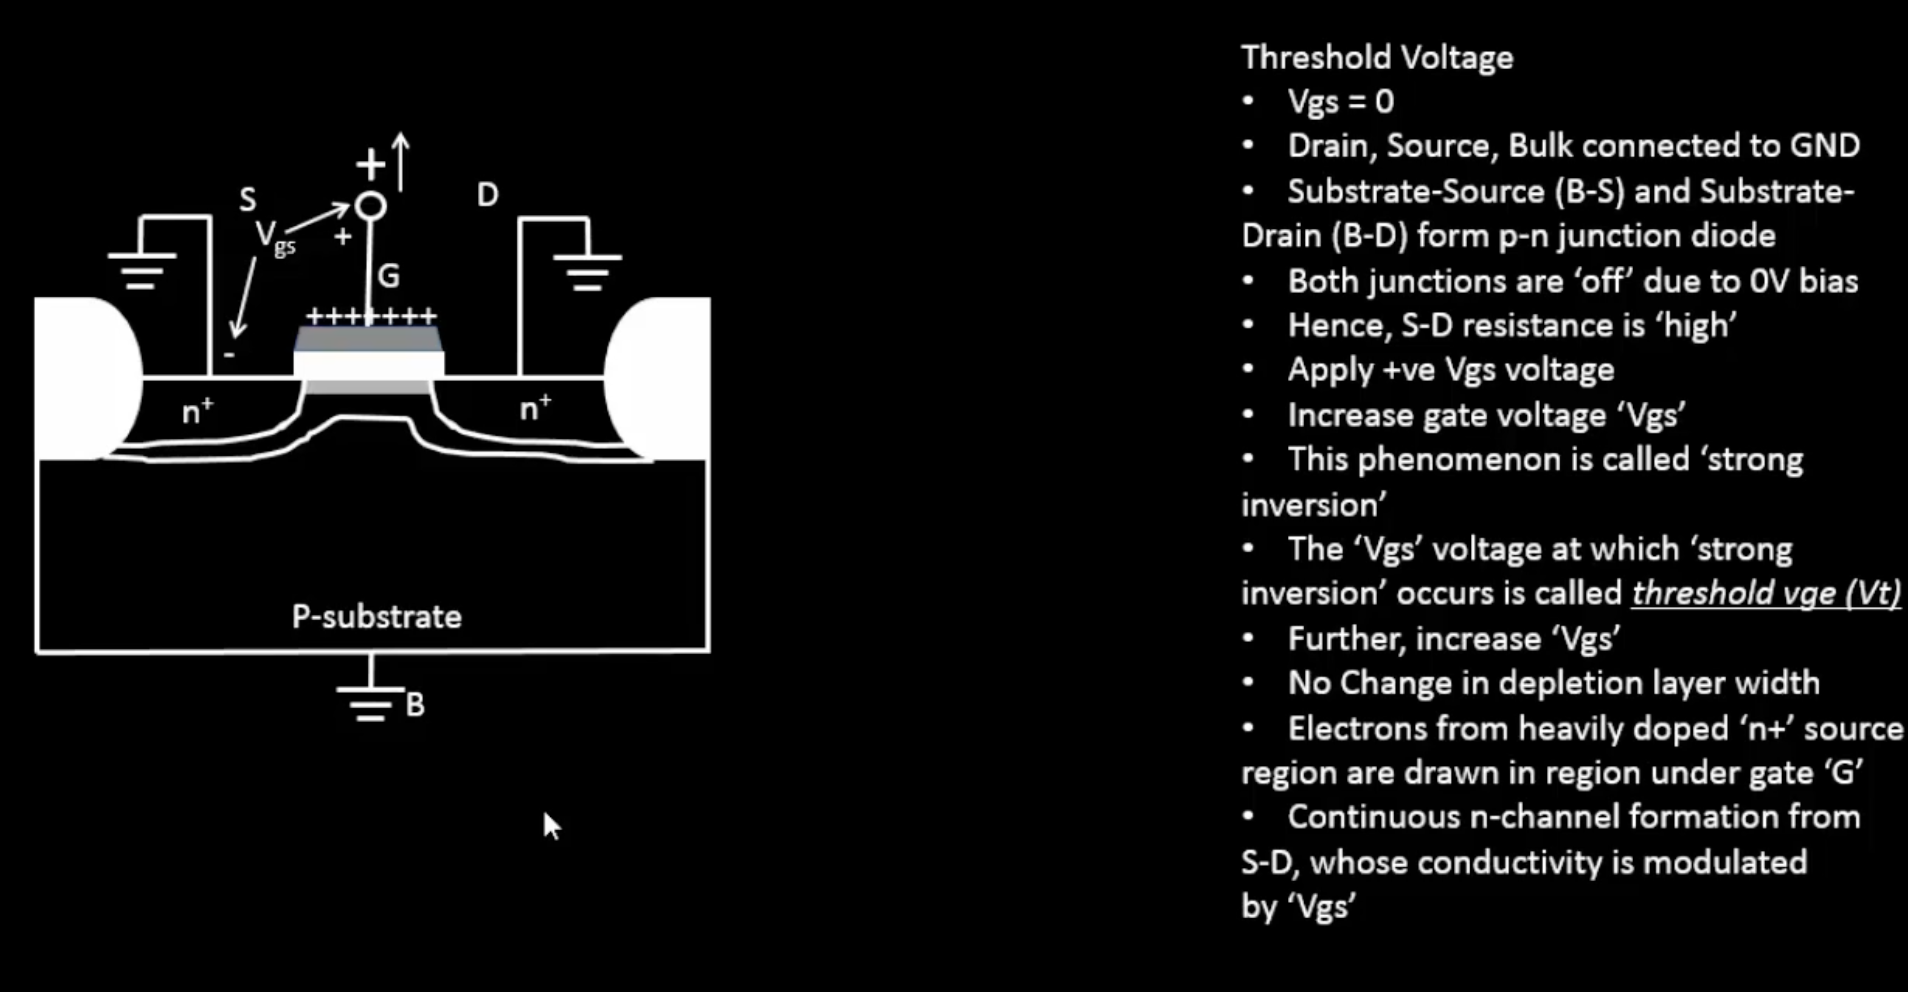 Threshold Voltage
• Vgs = 0
• Drain, Source, Bulk connected to GND
• Substrate-Source (B-S) and Substrate-
Drain (B-D) form p-n junction diode
• Both junctions are ‘off’ due to 0V bias
• Hence, S-D resistance is ‘high’
• Apply +ve Vgs voltage
• Increase gate voltage ‘Vgs’
• This phenomenon is called ‘strong
inversion’
• The ‘Vgs’ voltage at which ‘strong
inversion’ occurs is called threshold vge (Vt)
• Further, increase ‘Vgs’
• No Change in depletion layer width
• Electrons from heavily doped ‘n+’ source
region are drawn in region under gate ‘G’
• Continuous n-channel formation from
S-D, whose conductivity is modulated
by ‘Vgs’
+
S
D
Vgs
+
G
+++++++
-
n+
n+
P-substrate
B